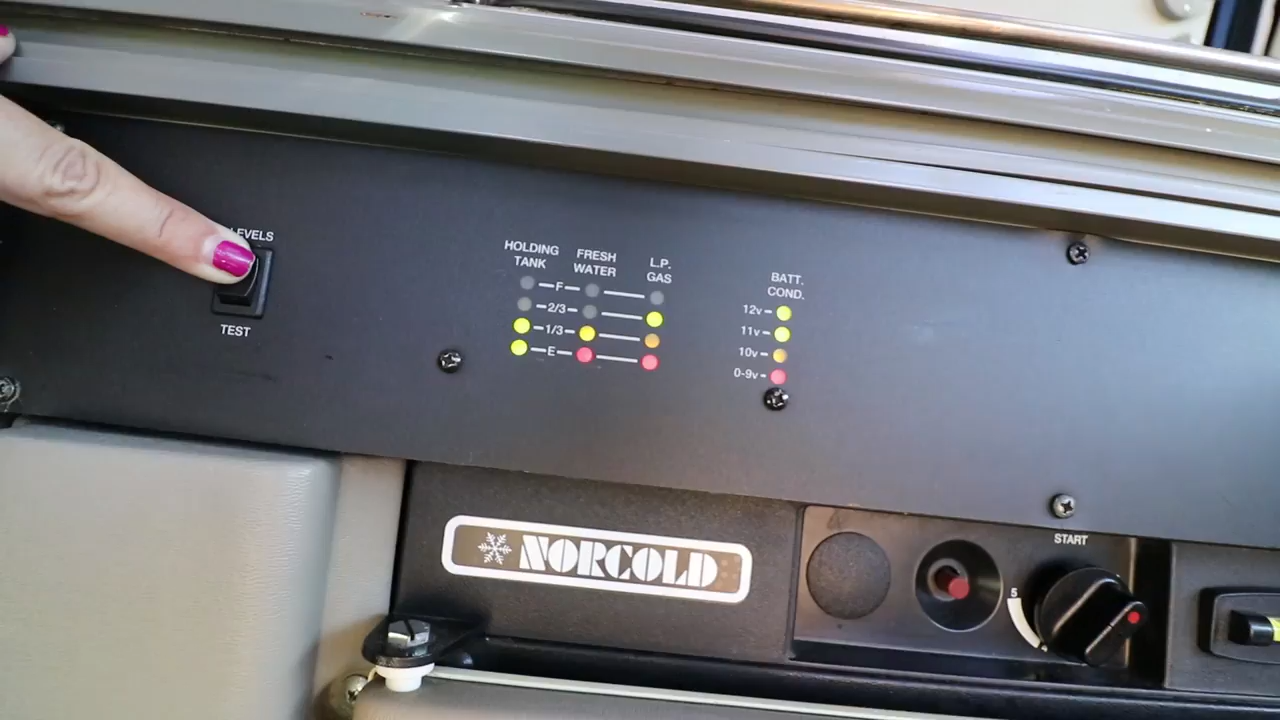 LEVELS
TEST
HOLDING
TANK
FRESH
WATER
L.P.
GAS
F
2/3
1/3
E
BATT.
COND.
12v
11v
10v
0-9v
NORCOLD
START
5